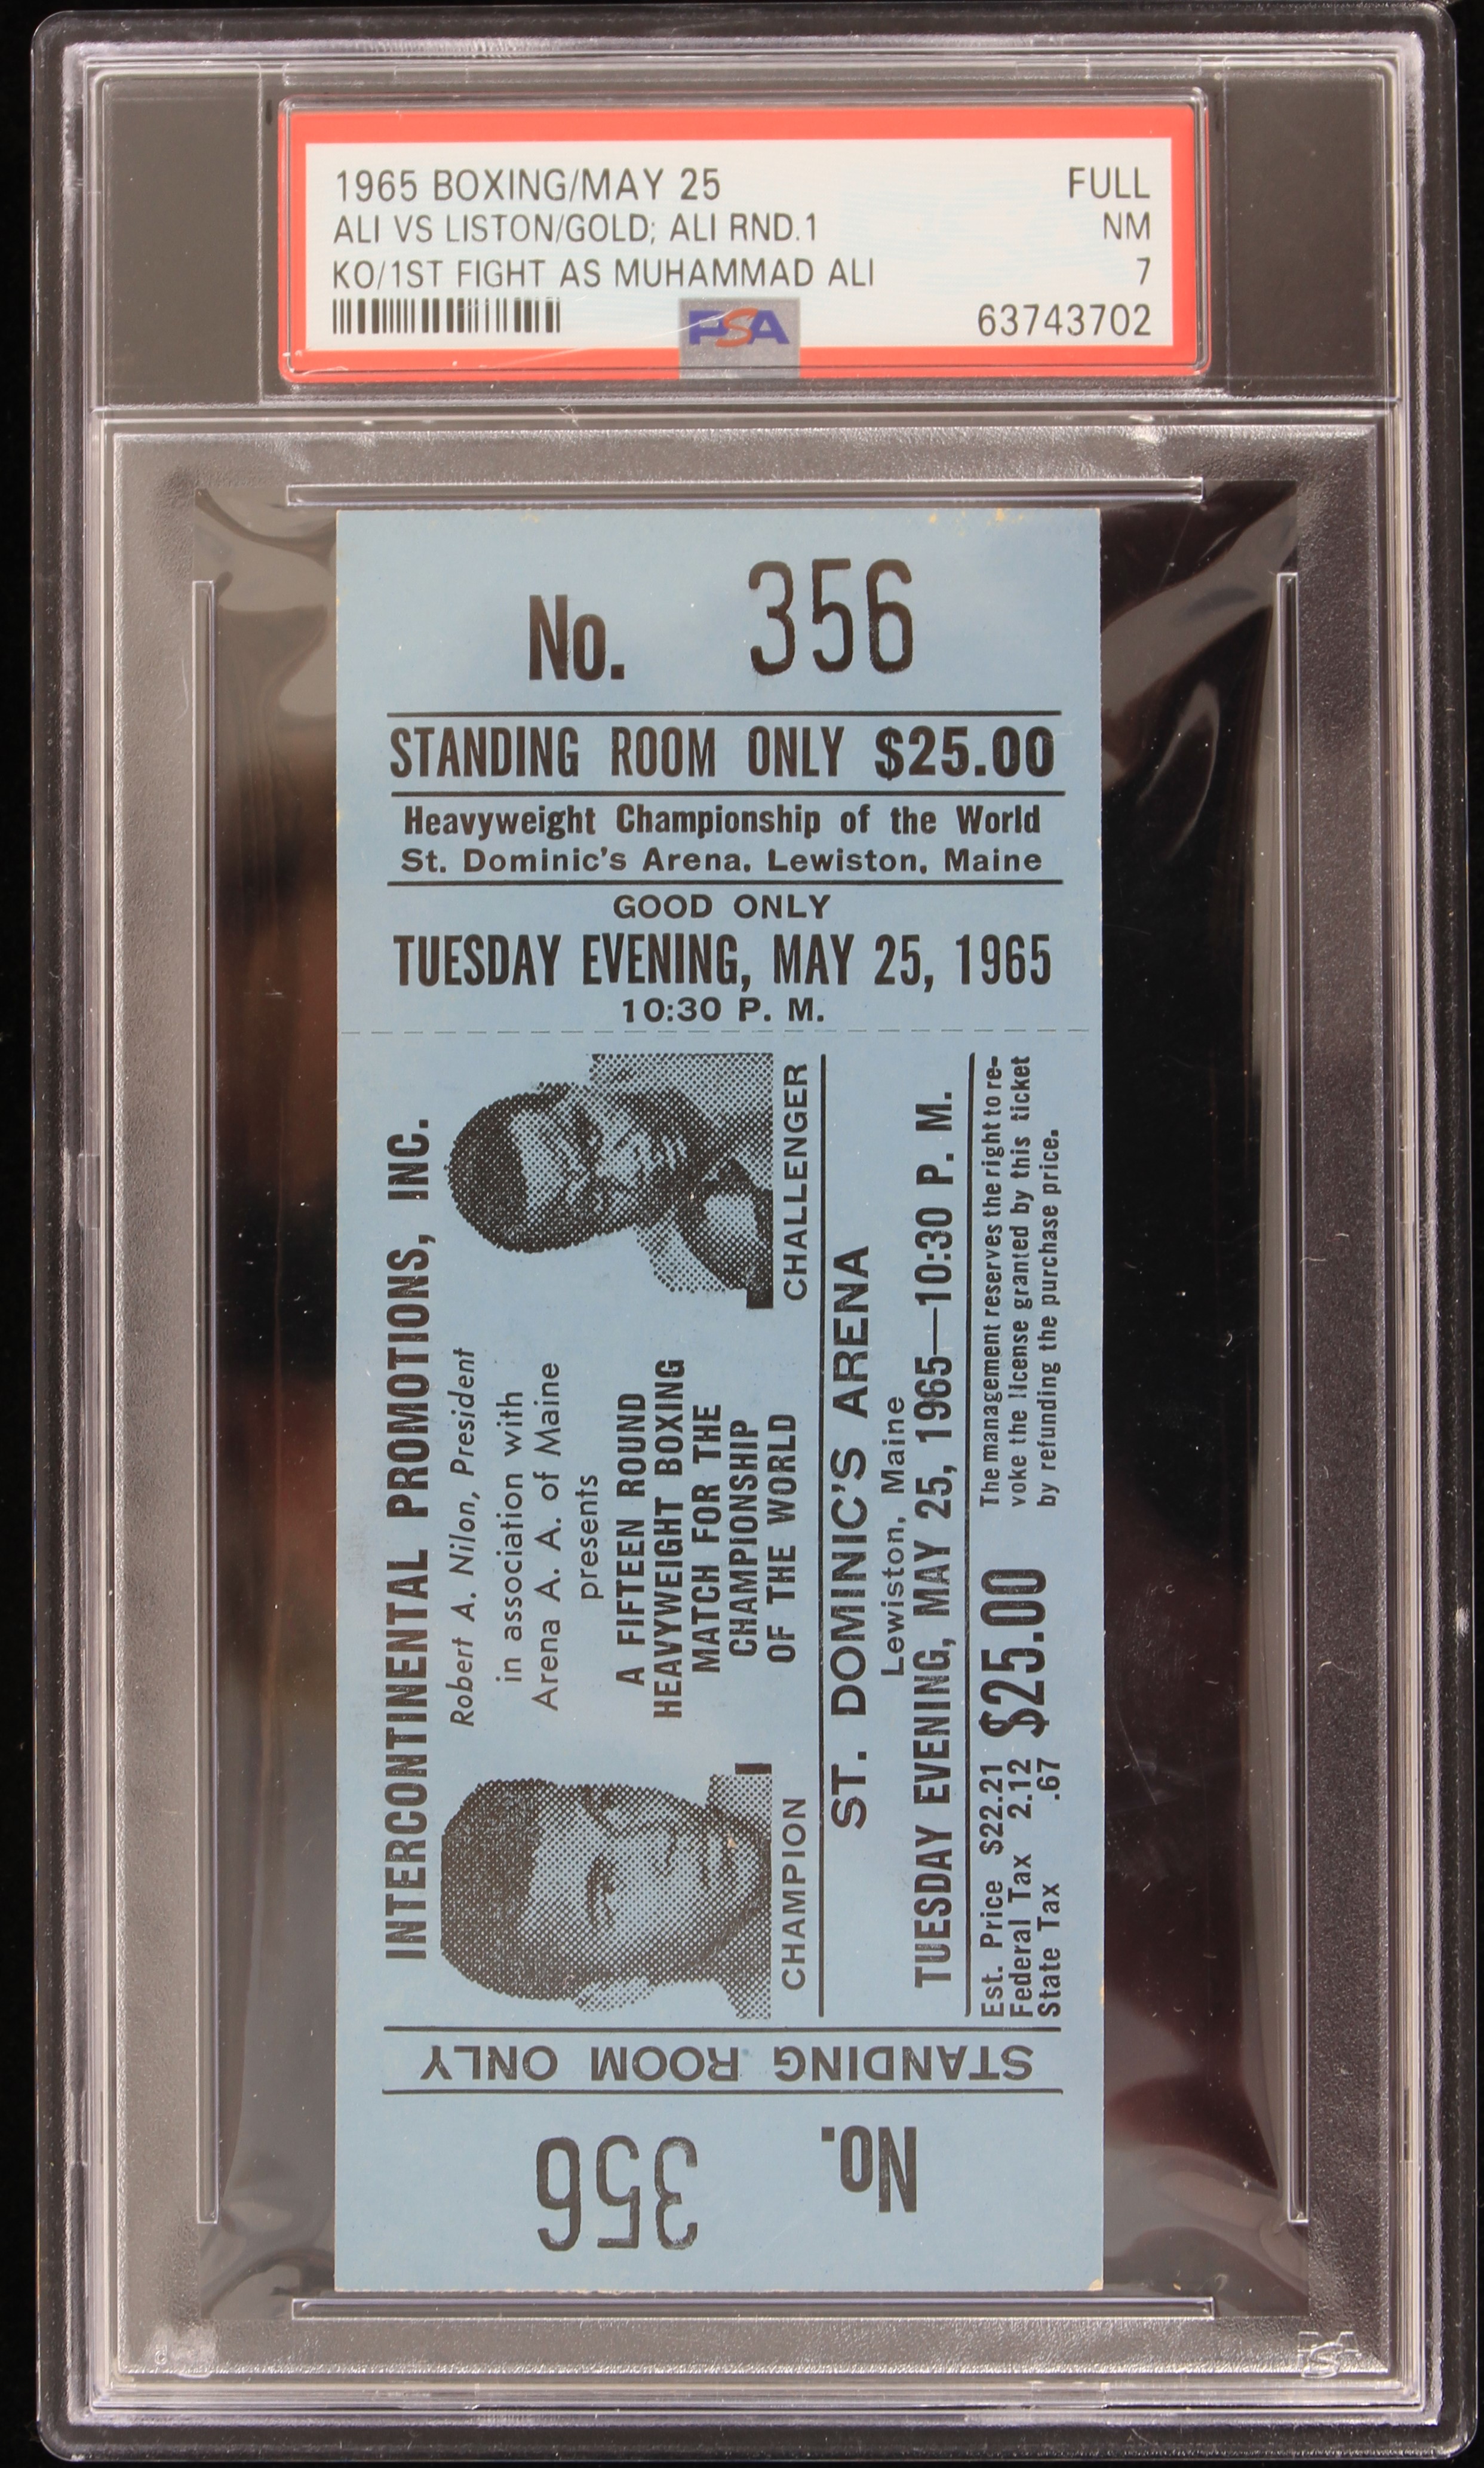 1965 BOXING/MAY 25 FULL
ALI VS LISTON/GOLD; ALI RND.1 NM
KO/1ST FIGHT AS MUHAMMAD ALI 7
PSA 63743702
No. 356
STANDING ROOM ONLY $25.00
Heavyweight Championship of the World
St. Dominic's Arena, Lewiston, Maine
GOOD ONLY
TUESDAY EVENING, MAY 25, 1965
10:30 P. M.
INTERCONTINENTAL PROMOTIONS, INC.
Robert A. Nilon, President
in association with
Arena A. A. of Maine
presents
A FIFTEEN ROUND
HEAVYWEIGHT BOXING
MATCH FOR THE
CHAMPIONSHIP
OF THE WORLD
CHAMPION
CHALLENGER
ST. DOMINIC'S ARENA
Lewiston, Maine
TUESDAY EVENING, MAY 25, 1965—10:30 P. M.
Est. Price $22.21
Federal Tax 2.12
State Tax .67
$25.00
The management reserves the right to re-
voke the license granted by this ticket
by refunding the purchase price.
STANDING ROOM ONLY
No. 356